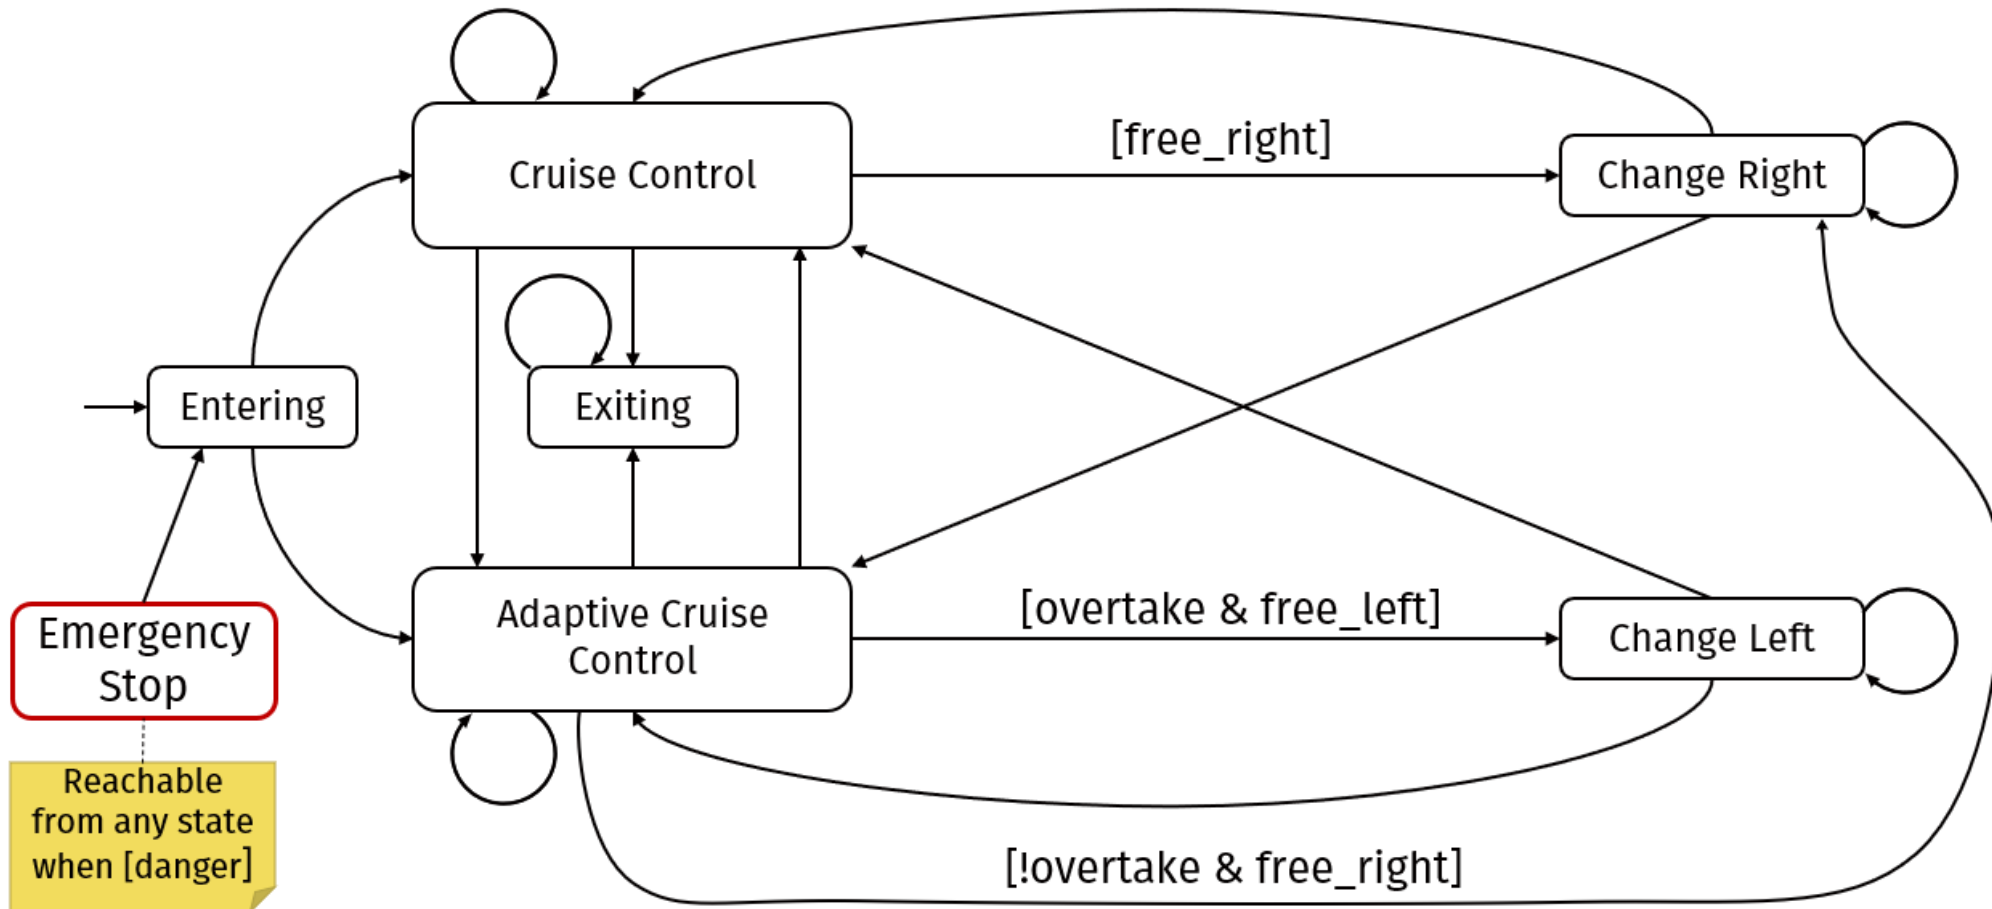 [free_right]
Cruise Control
Change Right
Entering
Exiting
Emergency
Stop
Adaptive Cruise
Control
[overtake & free_left]
Change Left
Reachable
from any state
when [danger]
[!overtake & free_right]